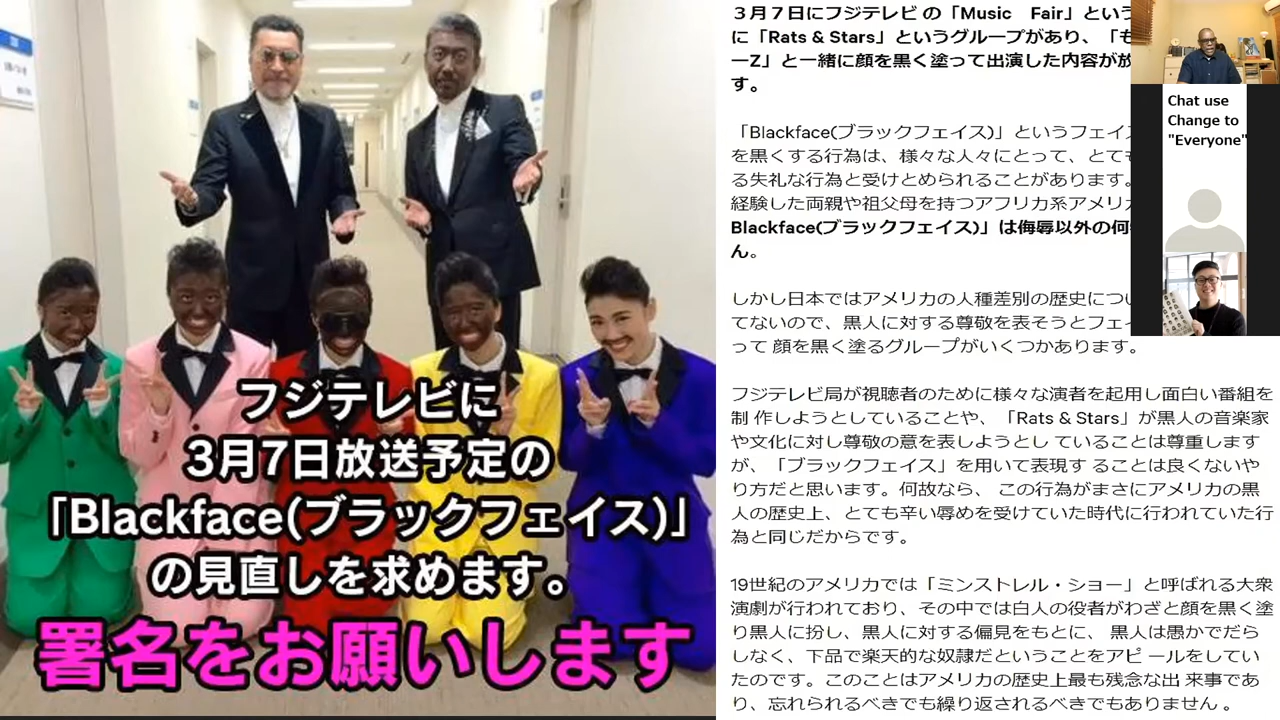 フジテレビに
3月7日放送予定の
「Blackface(ブラックフェイス)」
の見直しを求めます。
署名をお願いします
３月７日にフジテレビ の「Music　Fair」という
に「Rats & Stars」というグループがあり、「も
ーZ」と一緒に顔を黒く塗って出演した内容が放
す。
「Blackface(ブラックフェイス)」というフェイ
を黒くする行為は、様々な人々にとって、とても
る失礼な行為と受けとめられることがあります。
経験した両親や祖父母を持つアフリカ系アメリカ
Blackface(ブラックフェイス)」は侮辱以外の何
ん。
しかし日本ではアメリカの人種差別の歴史につい
てないので、黒人に対する尊敬を表そうとフェイ
って 顔を黒く塗るグループがいくつかあります。
フジテレビ局が視聴者のために様々な演者を起用し面白い番組を
制 作しようとしていることや、「Rats & Stars」が黒人の音楽家
や文化に対し尊敬の意を表しようとし ていることは尊重します
が、「ブラックフェイス」を用いて表現す ることは良くないや
り方だと思います。何故なら、 この行為がまさにアメリカの黒
人の歴史上、とても辛い辱めを受けていた時代に行われていた行
為と同じだからです。
19世紀のアメリカでは「ミンストレル・ショー」と呼ばれる大衆
演劇が行われており、その中では白人の役者がわざと顔を黒く塗
り黒人に扮し、黒人に対する偏見をもとに、 黒人は愚かでだら
しなく、下品で楽天的な奴隷だということをアピ ールをしてい
たのです。このことはアメリカの歴史上最も残念な出 来事であ
り、忘れられるべきでも繰り返されるべきでもありません 。
Chat use
Change to
"Everyone"